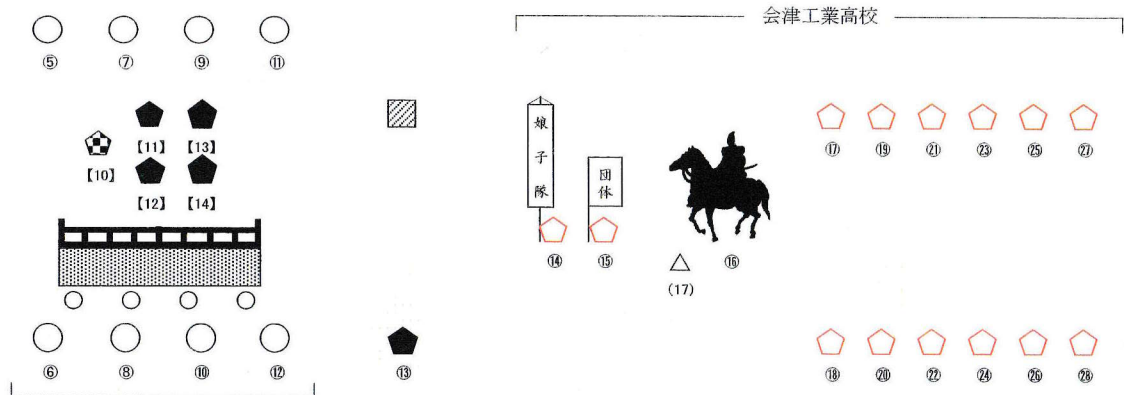 会津工業高校
⑤ ⑦ ⑨ ⑪
娘子隊
団体
【11】 【13】
【10】
⑰ ⑲ ㉑ ㉓ ㉕ ㉗
【12】 【14】
⑭ ⑮ ⑯
(17)
⑥ ⑧ ⑩ ⑫ ⑬
⑱ ⑳ ㉒ ㉔ ㉖ ㉘